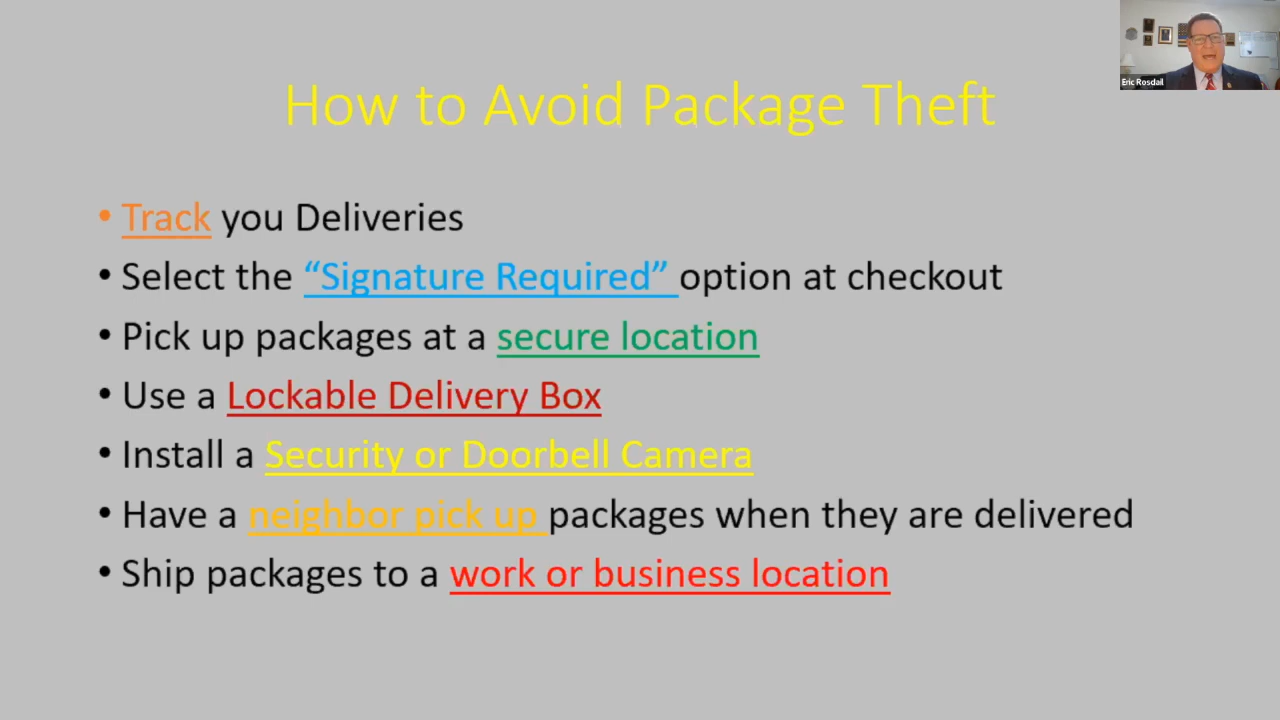 Eric Rosdail
How to Avoid Package Theft
• Track you Deliveries
• Select the “Signature Required” option at checkout
• Pick up packages at a secure location
• Use a Lockable Delivery Box
• Install a Security or Doorbell Camera
• Have a neighbor pick up packages when they are delivered
• Ship packages to a work or business location